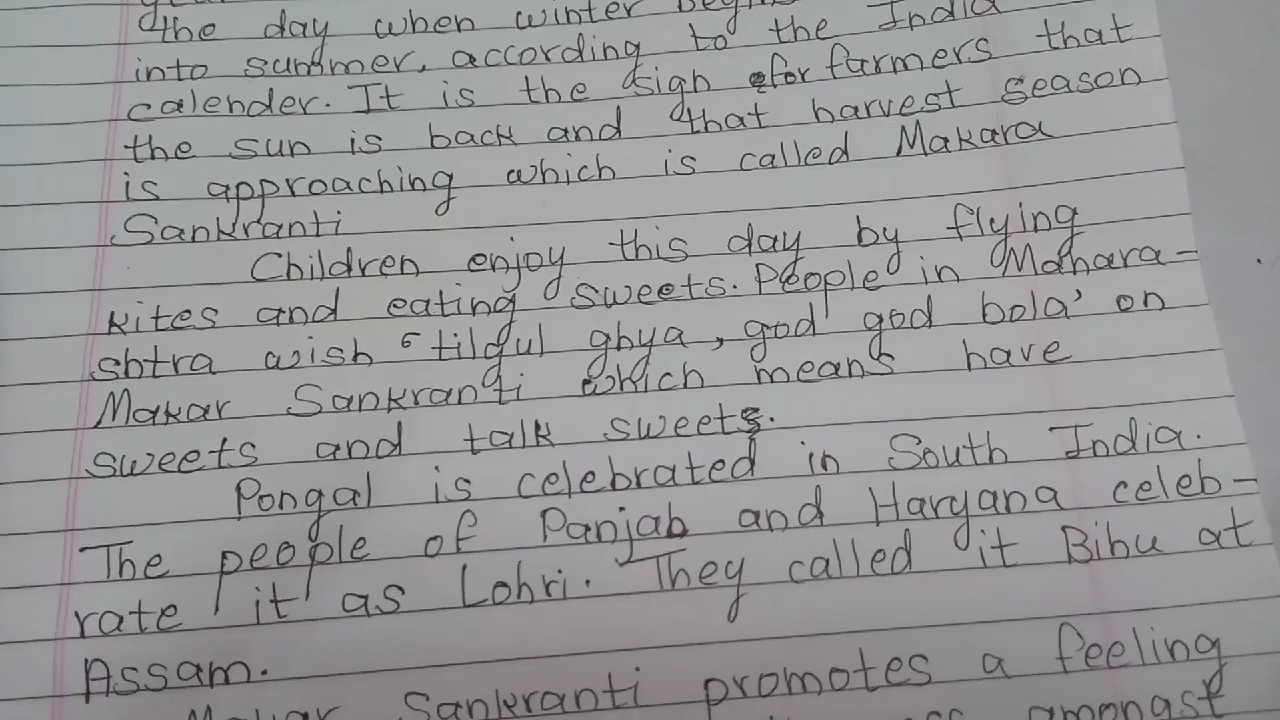 the day when winter
into summer, according to the India
calender. It is the sign for farmers that
the sun is back and that harvest season
is approaching which is called Makara
Sankranti
Children enjoy this day by flying
kites and eating sweets. People in Mahara-
shtra wish 'tilgul ghya, god god bola' on
Makar Sankranti which means have
sweets and talk sweets.
Pongal is celebrated in South India.
The people of Panjab and Haryana celeb-
rate it as Lohri. They called it Bihu at
Assam.
Makar Sankranti promotes a feeling
amongst